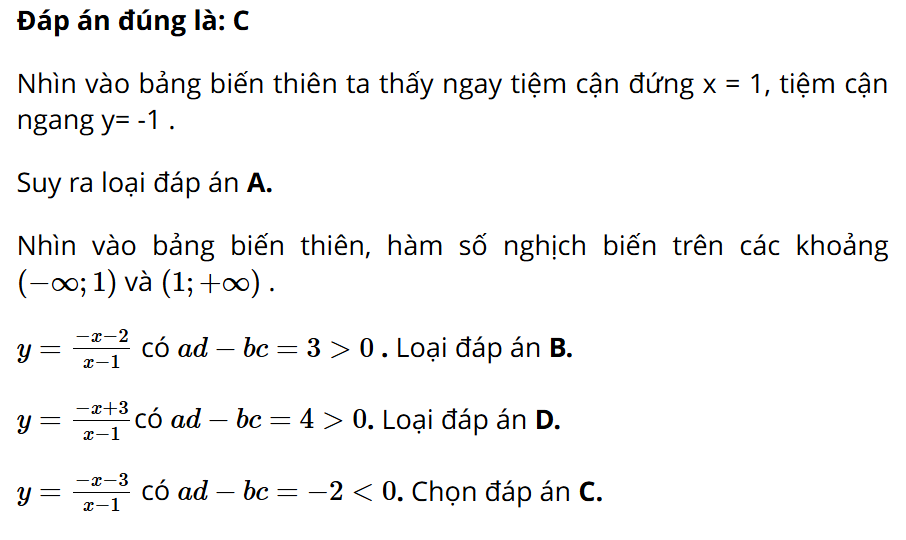 Đáp án đúng là: C
Nhìn vào bảng biến thiên ta thấy ngay tiệm cận đứng x = 1, tiệm cận
ngang y= -1 .
Suy ra loại đáp án A.
Nhìn vào bảng biến thiên, hàm số nghịch biến trên các khoảng
(−∞; 1) và (1; +∞) .
y = \frac{−x−2}{x−1} có ad − bc = 3 > 0 . Loại đáp án B.
y = \frac{−x+3}{x−1} có ad − bc = 4 > 0. Loại đáp án D.
y = \frac{−x−3}{x−1} có ad − bc = −2 < 0. Chọn đáp án C.